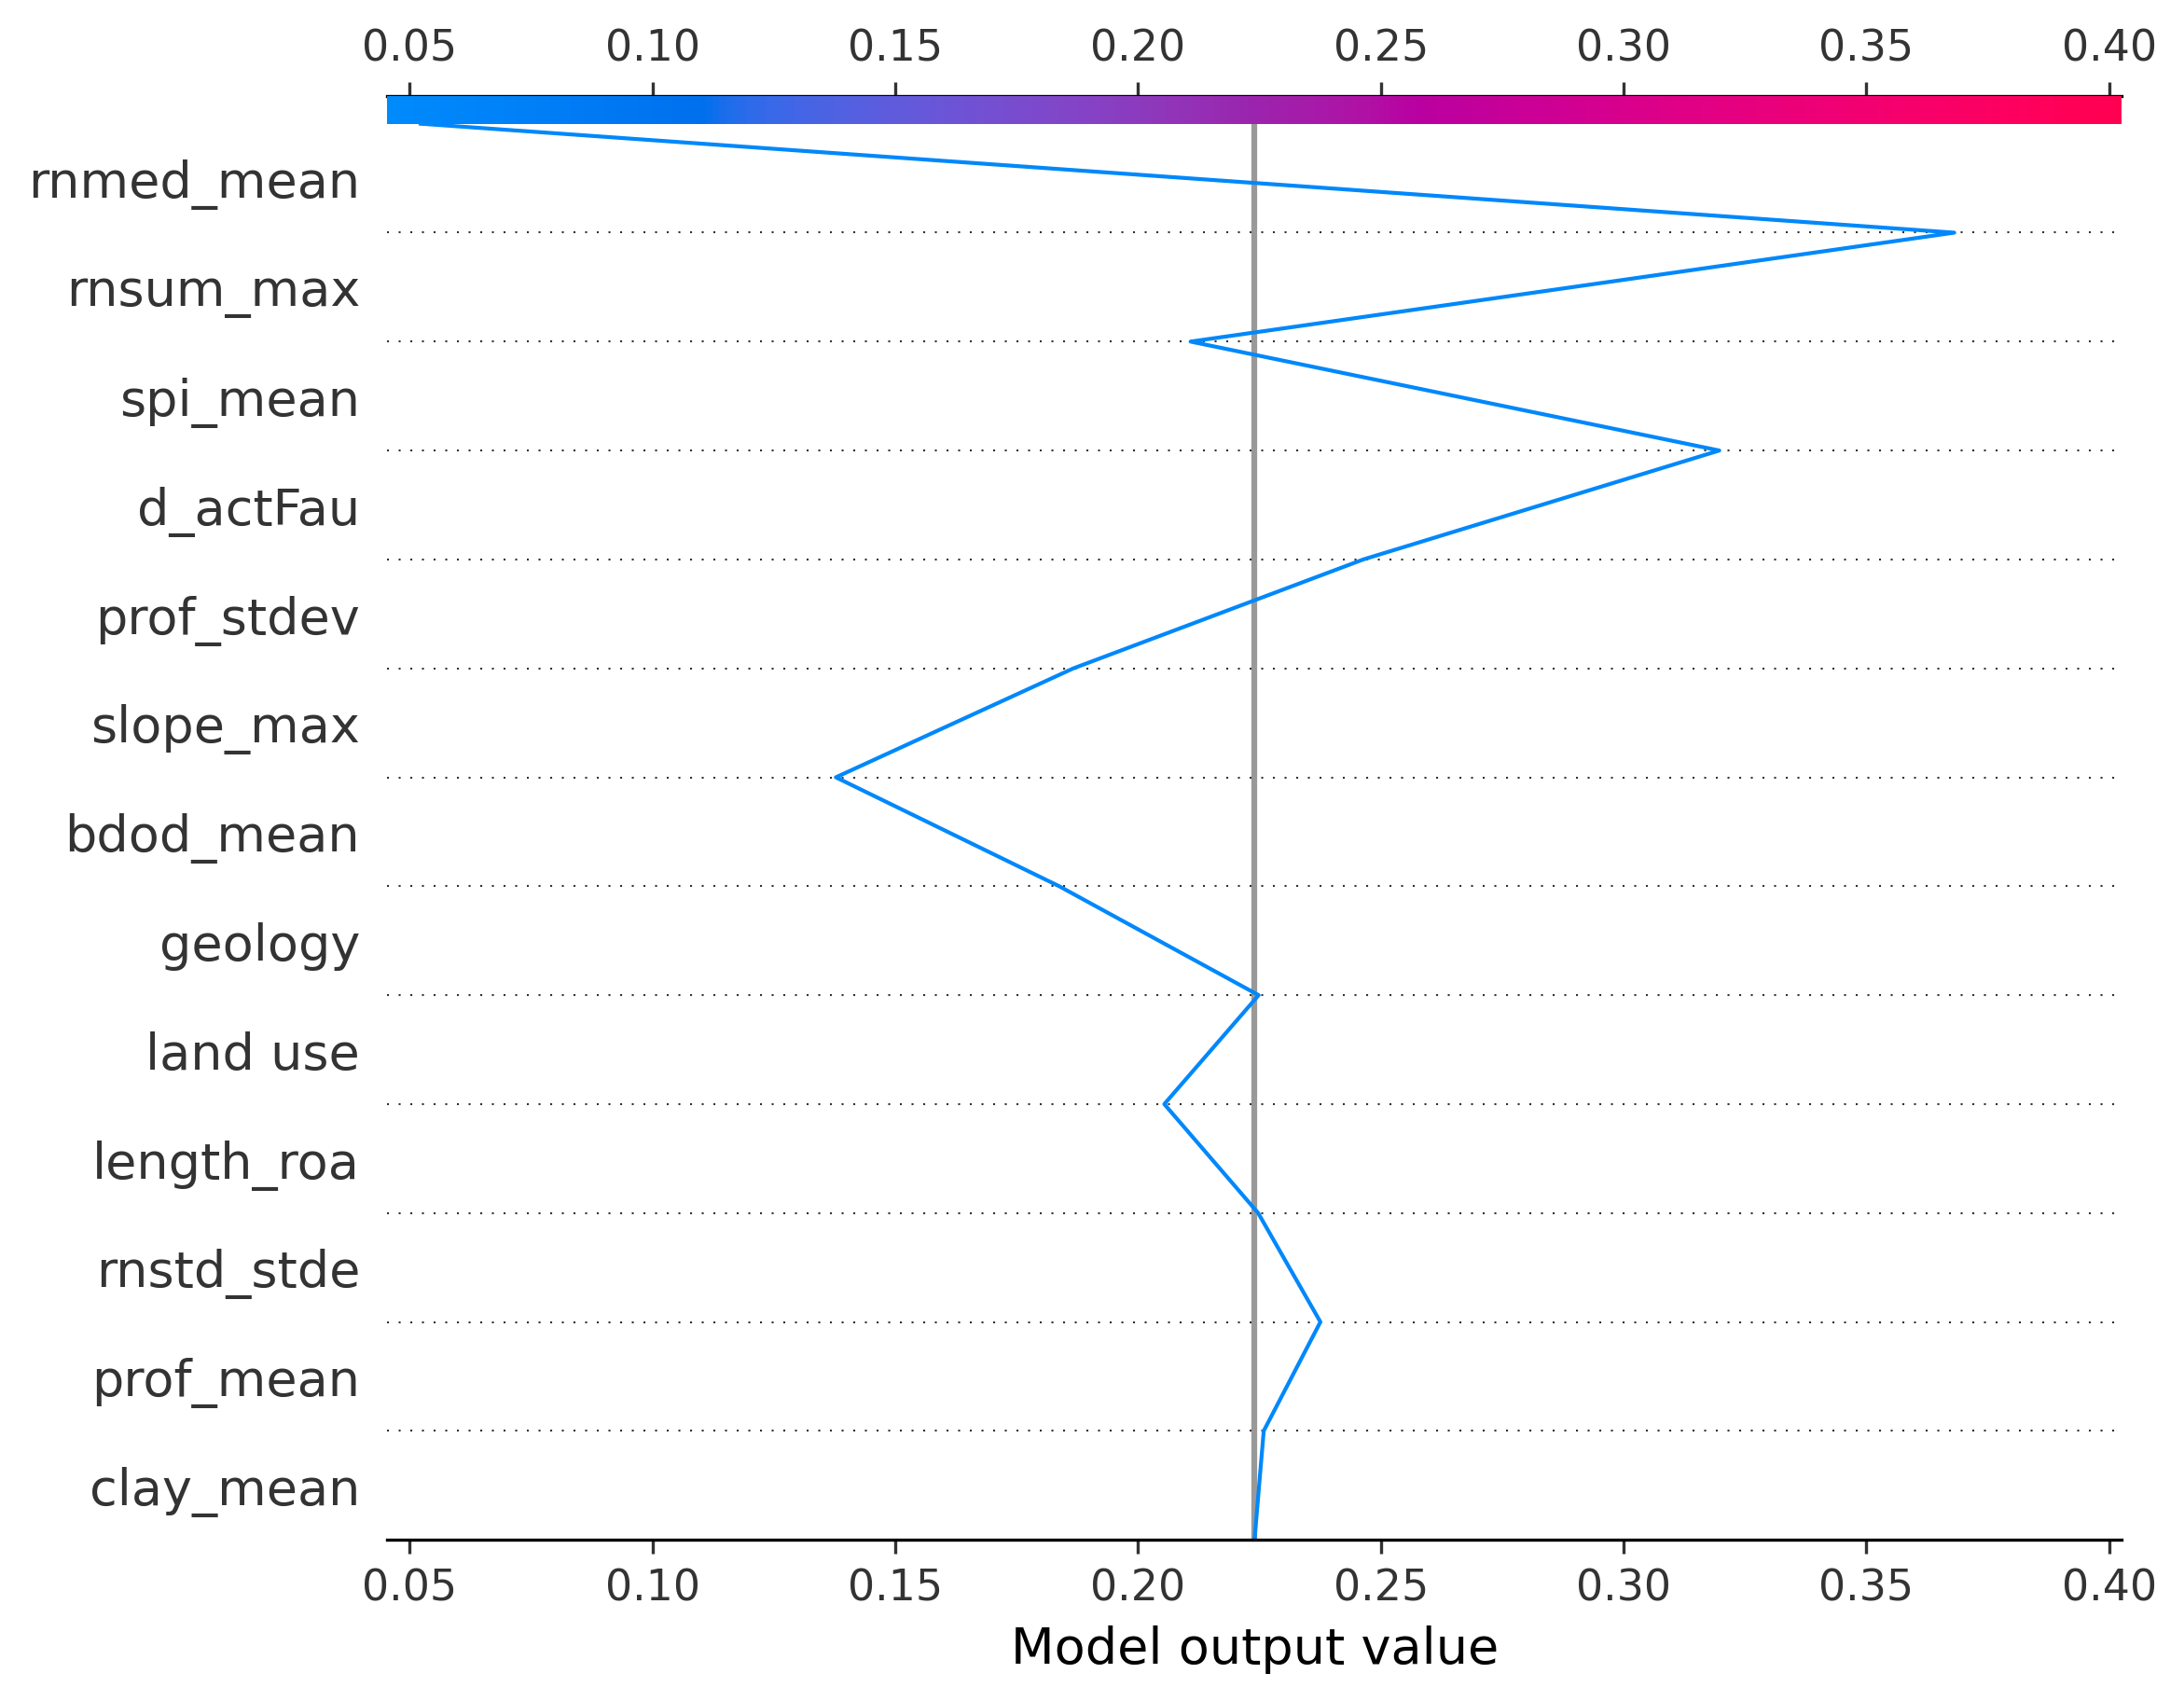 0.05 0.10 0.15 0.20 0.25 0.30 0.35 0.40
rnmed_mean
rnsum_max
spi_mean
d_actFau
prof_stdev
slope_max
bdod_mean
geology
land use
length_roa
rnstd_stde
prof_mean
clay_mean
0.05 0.10 0.15 0.20 0.25 0.30 0.35 0.40
Model output value